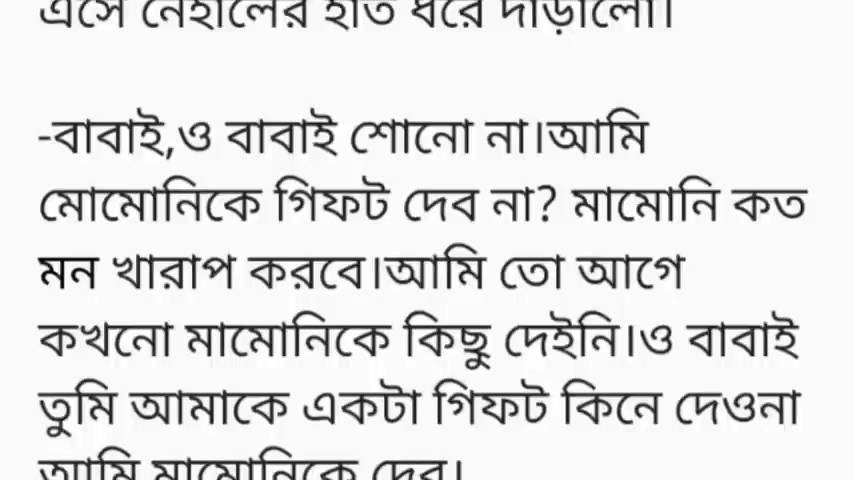 এসে নেহালের হাত ধরে দাড়ালো।
-বাবাই,ও বাবাই শোনো না।আমি
মোমোনিকে গিফট দেব না? মামোনি কত
মন খারাপ করবে।আমি তো আগে
কখনো মামোনিকে কিছু দেইনি।ও বাবাই
তুমি আমাকে একটা গিফট কিনে দেওনা
আমি মামোনিকে দেব।